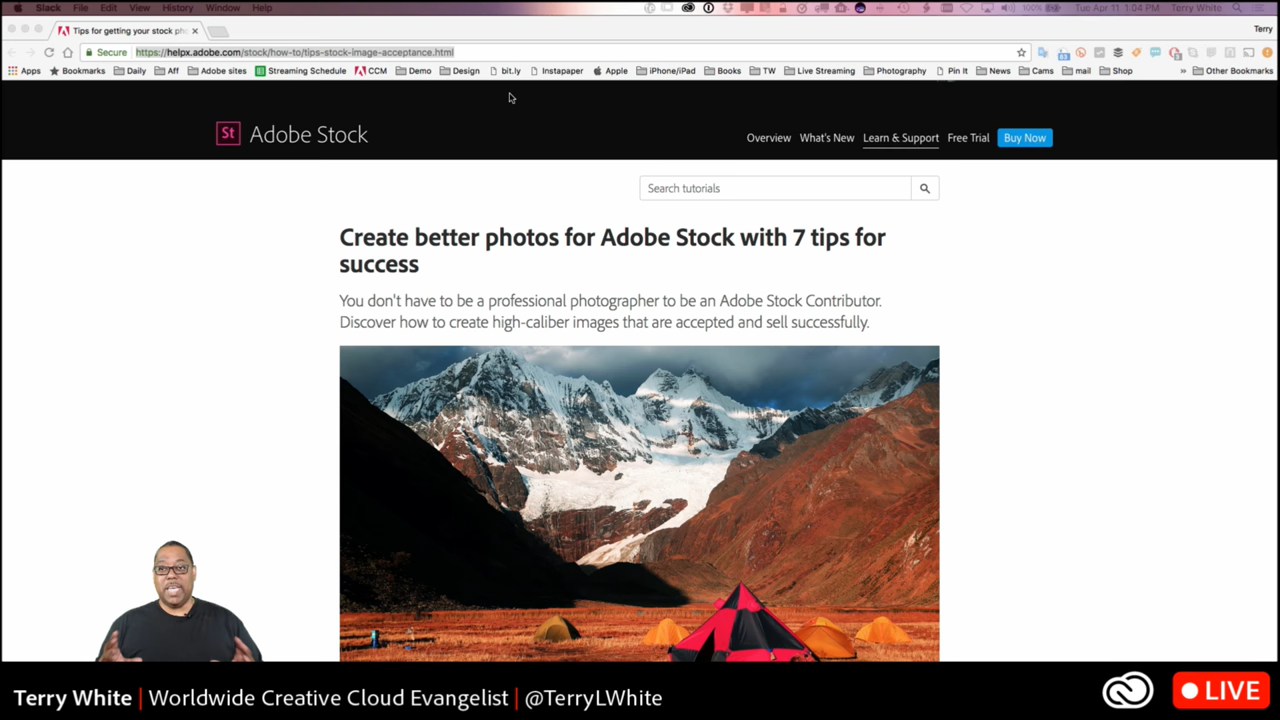 Slack File Edit View History Window Help 100% Tue Apr 11 1:04 PM Terry White
Tips for getting your stock ph × Terry
Secure https://helpx.adobe.com/stock/how-to/tips-stock-image-acceptance.html
Apps Bookmarks Daily Aff Adobe sites Streaming Schedule CCM Demo Design bit.ly Instapaper Apple iPhone/iPad Books TW Live Streaming Photography Pin It News Cams mail Shop » Other Bookmarks
St Adobe Stock Overview What's New Learn & Support Free Trial Buy Now
Search tutorials
Create better photos for Adobe Stock with 7 tips for
success
You don't have to be a professional photographer to be an Adobe Stock Contributor.
Discover how to create high-caliber images that are accepted and sell successfully.
Terry White | Worldwide Creative Cloud Evangelist | @TerryLWhite LIVE